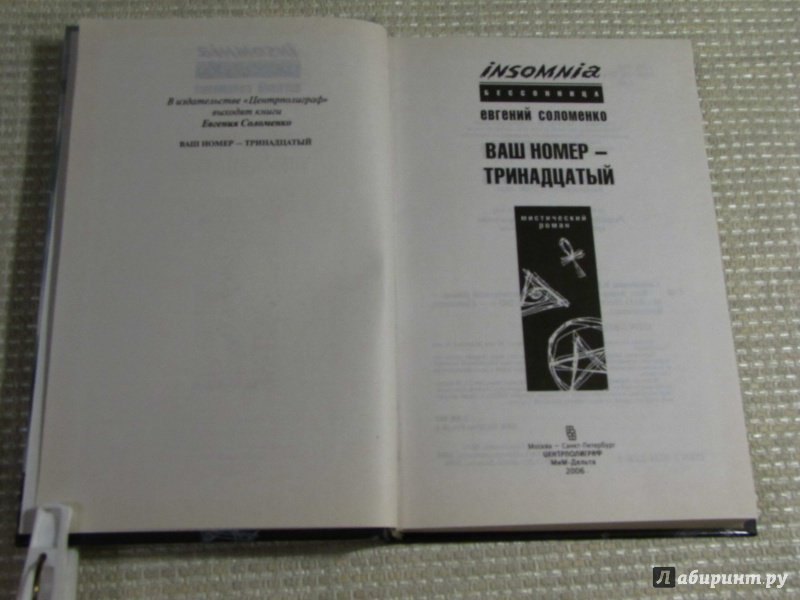 В издательстве «Центрполиграф»
выходят книги
Евгения Соломенко
ВАШ НОМЕР — ТРИНАДЦАТЫЙ
INSOMNIA
БЕССОННИЦА
евгений соломенко
ВАШ НОМЕР –
ТРИНАДЦАТЫЙ
мистический
роман
Москва — Санкт-Петербург
ЦЕНТРПОЛИГРАФ
МиМ-Дельта
2006
Лабиринт.ру